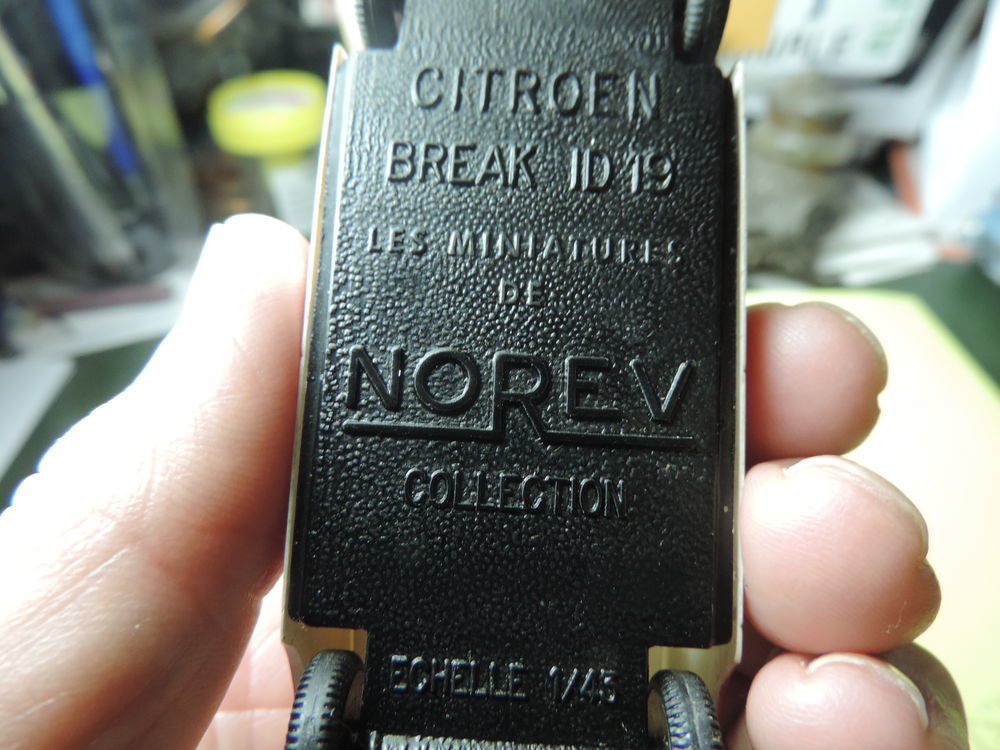 CITROEN
BREAK ID 19
LES MINIATURES
DE
NOREV
COLLECTION
ECHELLE 1/43